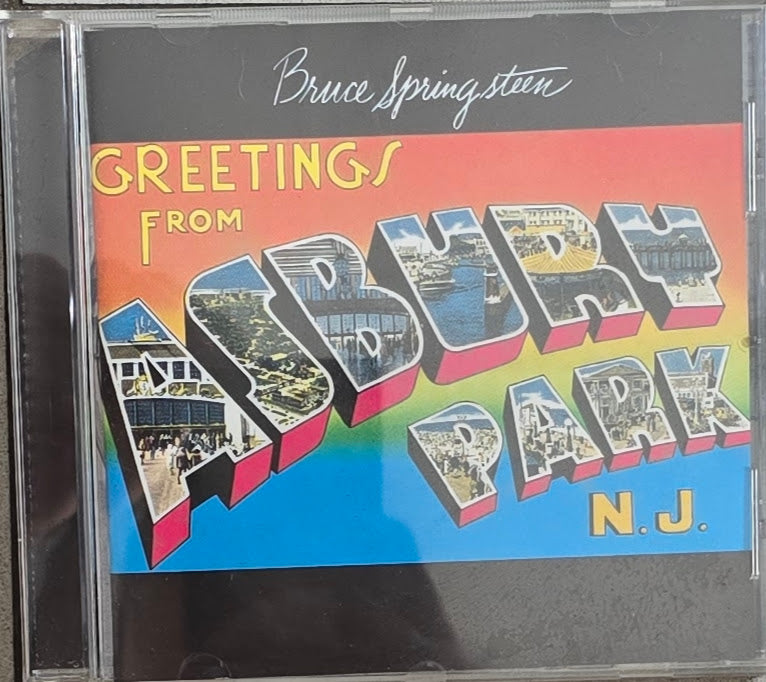 Bruce Springsteen
GREETINGS
FROM
ASBURY
PARK
N.J.